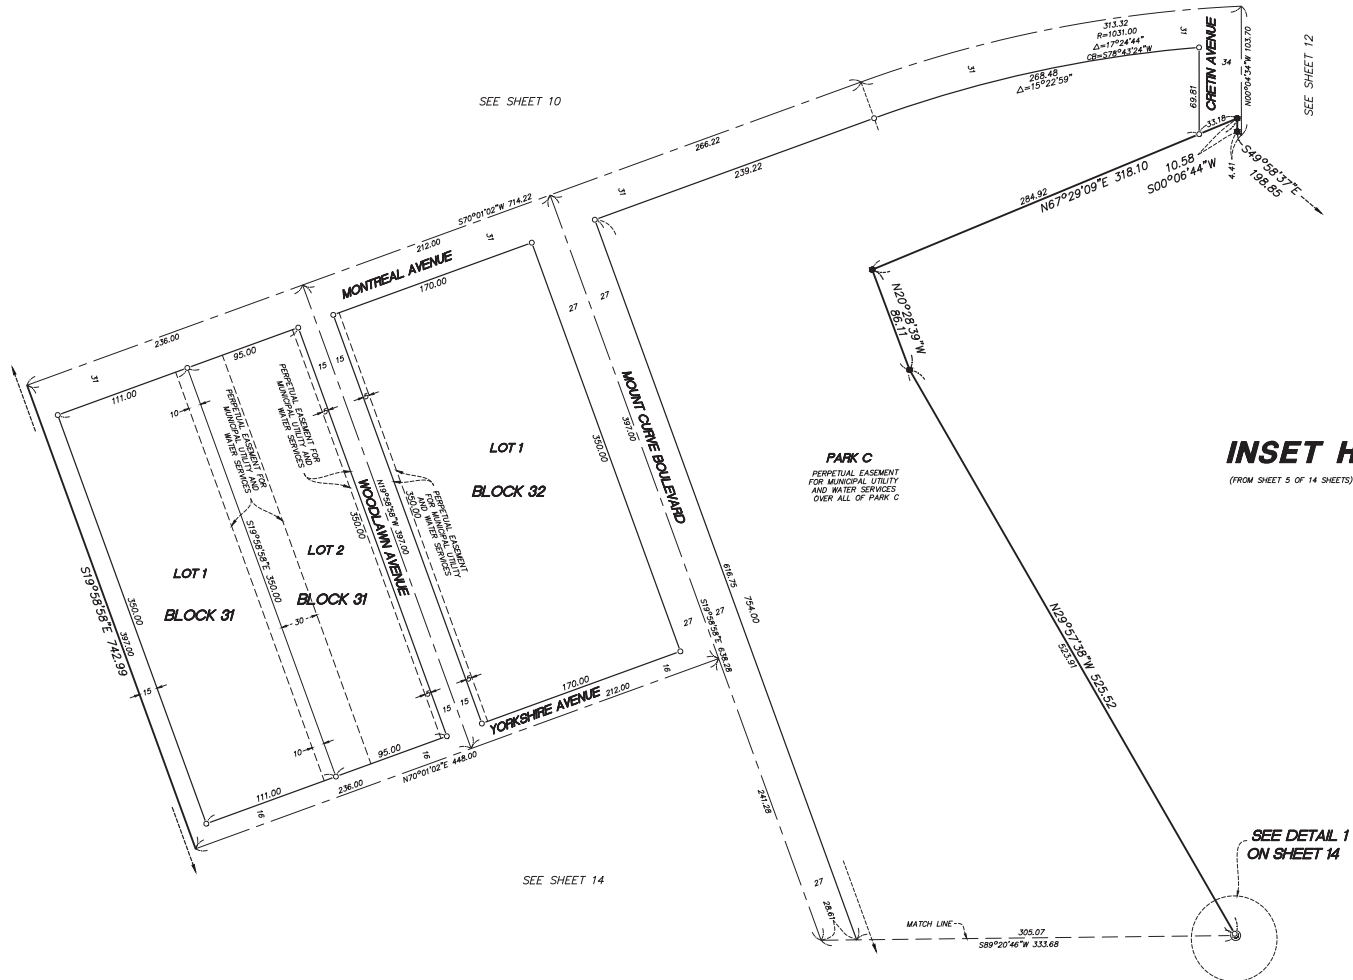 SEE SHEET 10
SEE SHEET 12
SEE SHEET 14
313.32
R=1031.00
Δ=17°24'44"
CB=S78°43'24"W
268.48
Δ=15°22'59"
31
31
CRETIN AVENUE
34
N00°04'34"W 103.70
69.81
33.18
10.58
S00°06'44"W
4.41
S49°58'37"E
198.85
284.92
N67°29'09"E 318.10
N20°28'39"W
86.11
266.22
239.22
S70°01'02"W 714.22
31
31
212.00
MONTREAL AVENUE
170.00
236.00
95.00
31
111.00
10
15
15
5
5
27
27
PERPETUAL EASEMENT FOR
MUNICIPAL UTILITY AND
WATER SERVICES
PERPETUAL EASEMENT FOR
MUNICIPAL UTILITY AND
WATER SERVICES
PERPETUAL EASEMENT
FOR MUNICIPAL UTILITY
AND WATER SERVICES
LOT 1
BLOCK 32
350.00
MOUNT CURVE BOULEVARD
397.00
WOODLAWN AVENUE
N19°58'58"W 397.00
350.00
350.00
LOT 2
BLOCK 31
S19°58'58"E 350.00
30
LOT 1
BLOCK 31
350.00
397.00
S19°58'58"E 742.99
15
10
111.00
95.00
16
236.00
N70°01'02"E 448.00
16
5
5
15
15
YORKSHIRE AVENUE
170.00
212.00
16
27
27
S19°58'58"E 638.28
616.75
754.00
241.28
27
28.61
PARK C
PERPETUAL EASEMENT
FOR MUNICIPAL UTILITY
AND WATER SERVICES
OVER ALL OF PARK C
INSET H
(FROM SHEET 5 OF 14 SHEETS)
N29°57'38"W 525.52
523.91
SEE DETAIL 1
ON SHEET 14
MATCH LINE
305.07
S89°20'46"W 333.68